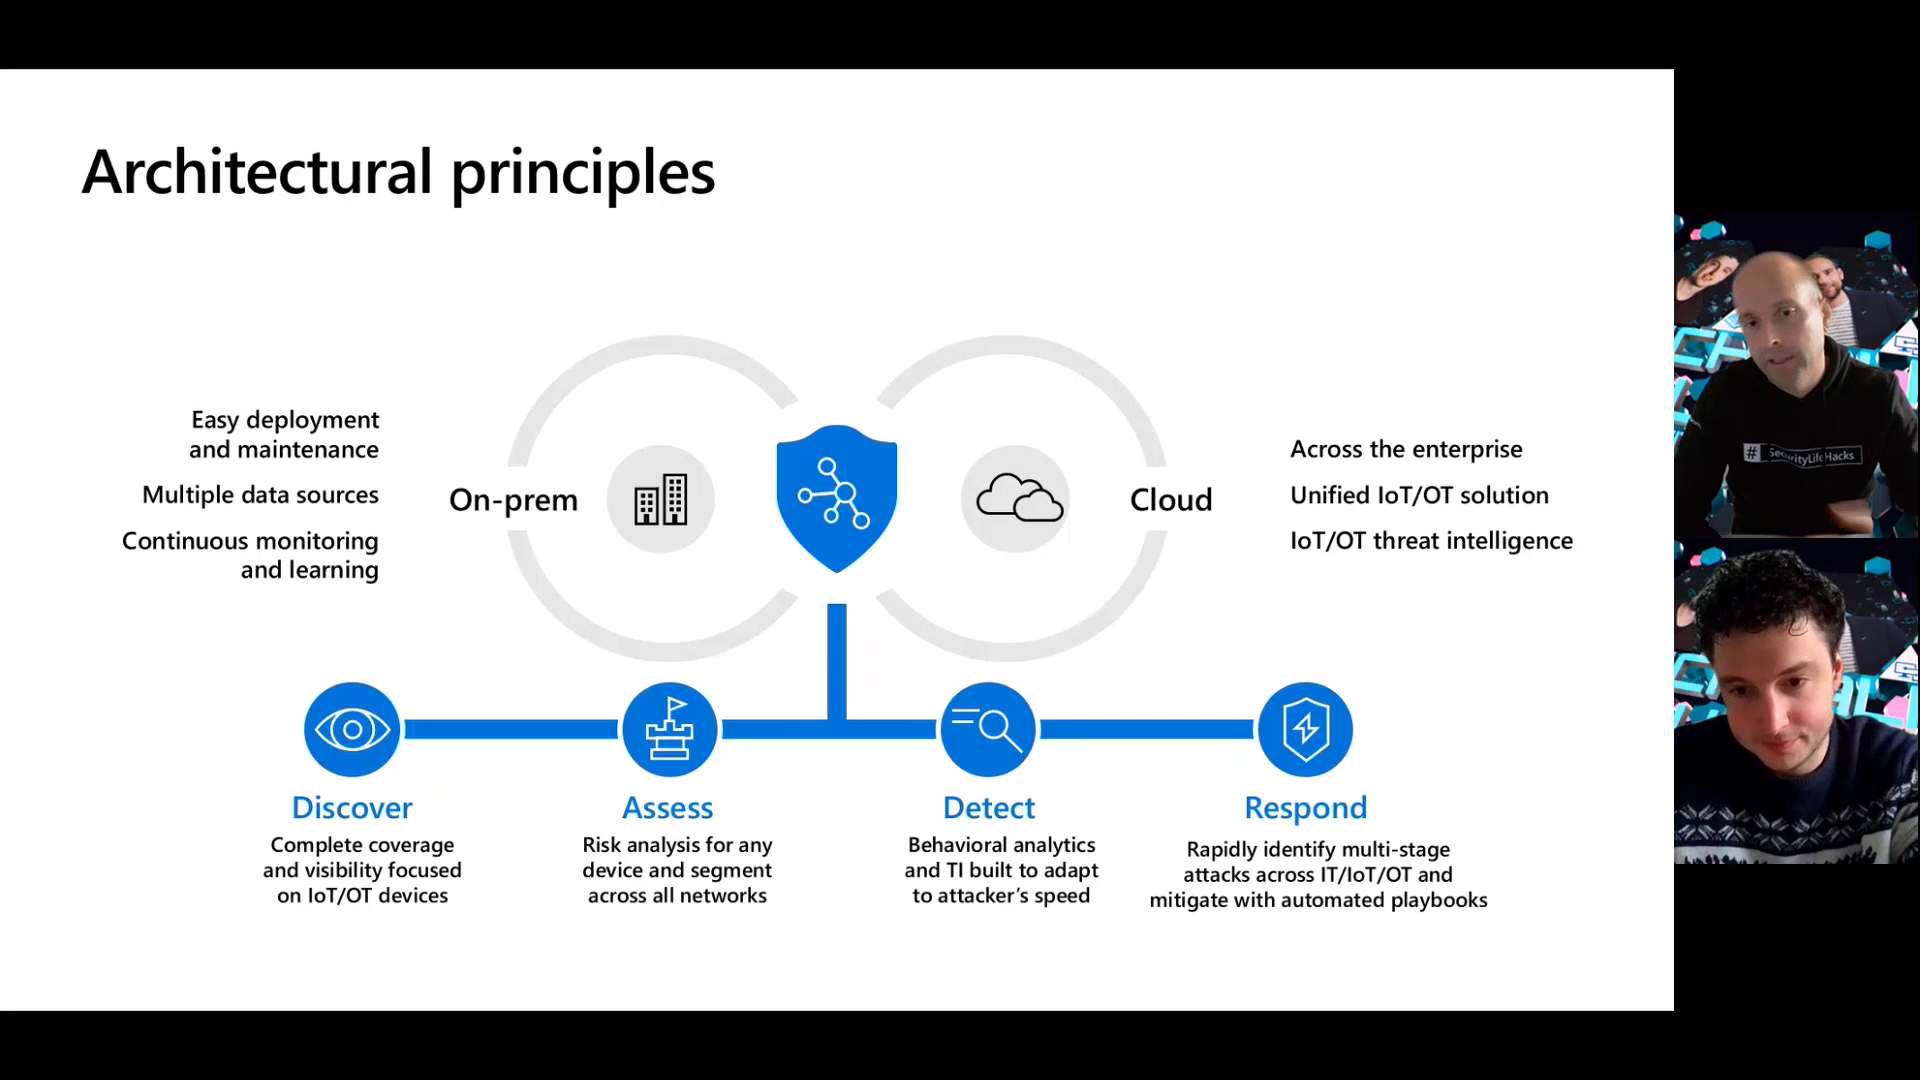 Architectural principles
Easy deployment
and maintenance
Multiple data sources
Continuous monitoring
and learning
On-prem
Cloud
Across the enterprise
Unified IoT/OT solution
IoT/OT threat intelligence
Discover
Complete coverage
and visibility focused
on IoT/OT devices
Assess
Risk analysis for any
device and segment
across all networks
Detect
Behavioral analytics
and TI built to adapt
to attacker's speed
Respond
Rapidly identify multi-stage
attacks across IT/IoT/OT and
mitigate with automated playbooks
# SecurityLifeHacks